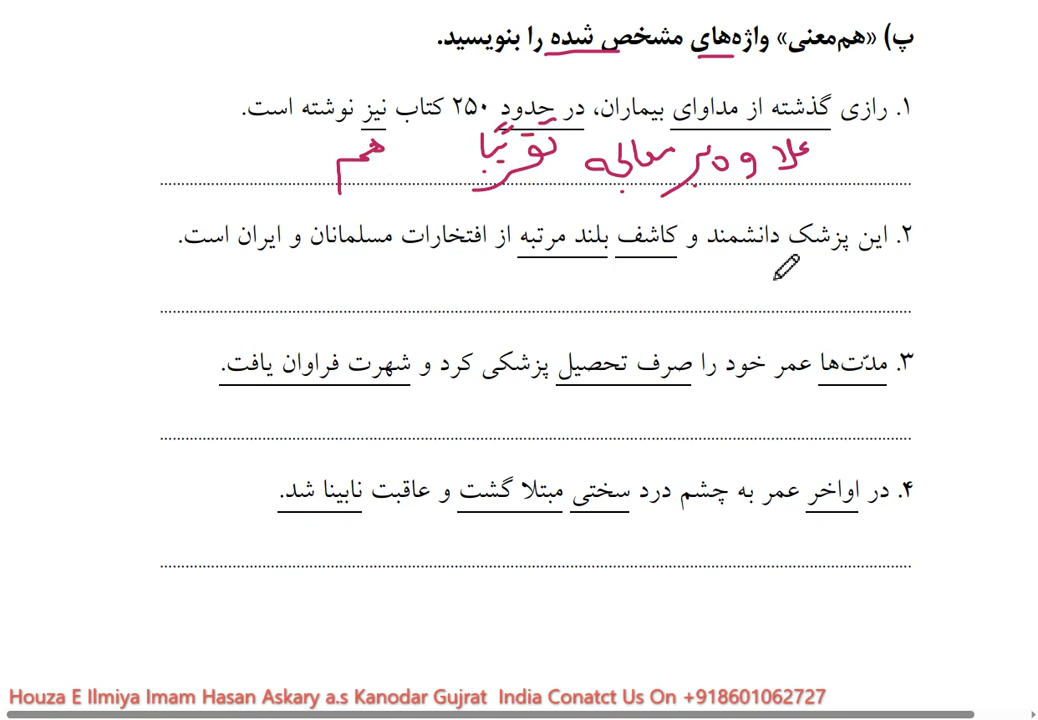 پ) «هم‌معنی» واژه‌های مشخص شده را بنویسید.
۱. رازی گذشته از مداوای بیماران، در حدود ۲۵۰ کتاب نیز نوشته است.
علاوه بر معالجه تقریبًا هم
۲. این پزشک دانشمند و کاشف بلند مرتبه از افتخارات مسلمانان و ایران است.
۳. مدّت‌ها عمر خود را صرف تحصیل پزشکی کرد و شهرت فراوان یافت.
۴. در اواخر عمر به چشم درد سختی مبتلا گشت و عاقبت نابینا شد.
Houza E Ilmiya Imam Hasan Askary a.s Kanodar Gujrat India Conatct Us On +918601062727